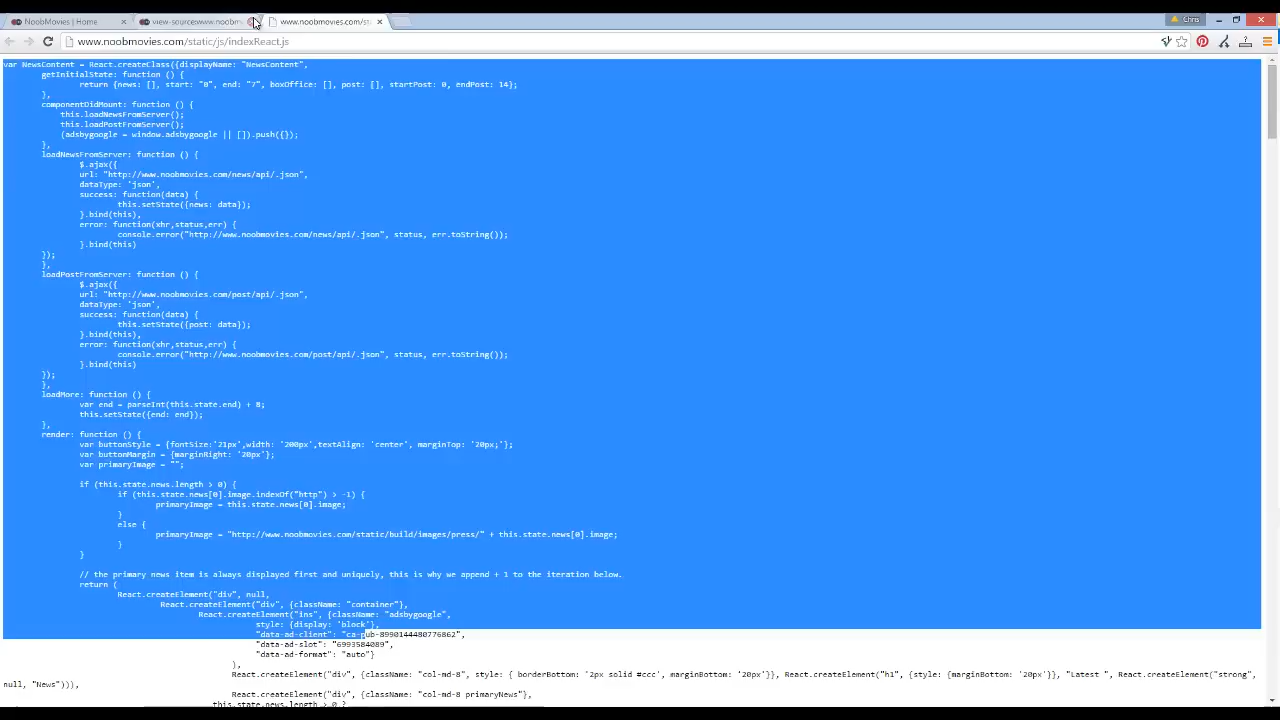 NoobMovies | Home
view-source:www.noobm
www.noobmovies.com/st
Chris
www.noobmovies.com/static/js/indexReact.js
var NewsContent = React.createClass({displayName: "NewsContent",
getInitialState: function () {
return {news: [], start: "0", end: "7", boxOffice: [], post: [], startPost: 0, endPost: 14};
},
componentDidMount: function () {
this.loadNewsFromServer();
this.loadPostFromServer();
(adsbygoogle = window.adsbygoogle || []).push({});
},
loadNewsFromServer: function () {
$.ajax({
url: "http://www.noobmovies.com/news/api/.json",
dataType: 'json',
success: function(data) {
this.setState({news: data});
}.bind(this),
error: function(xhr,status,err) {
console.error("http://www.noobmovies.com/news/api/.json", status, err.toString());
}.bind(this)
});
},
loadPostFromServer: function () {
$.ajax({
url: "http://www.noobmovies.com/post/api/.json",
dataType: 'json',
success: function(data) {
this.setState({post: data});
}.bind(this),
error: function(xhr,status,err) {
console.error("http://www.noobmovies.com/post/api/.json", status, err.toString());
}.bind(this)
});
},
loadMore: function () {
var end = parseInt(this.state.end) + 8;
this.setState({end: end});
},
render: function () {
var buttonStyle = {fontSize:'21px',width: '200px',textAlign: 'center', marginTop: '20px;'};
var buttonMargin = {marginRight: '20px'};
var primaryImage = "";
if (this.state.news.length > 0) {
if (this.state.news[0].image.indexOf("http") > -1) {
primaryImage = this.state.news[0].image;
}
else {
primaryImage = "http://www.noobmovies.com/static/build/images/press/" + this.state.news[0].image;
}
}
// the primary news item is always displayed first and uniquely, this is why we append + 1 to the iteration below.
return (
React.createElement("div", null,
React.createElement("div", {className: "container"},
React.createElement("ins", {className: "adsbygoogle",
style: {display: 'block'},
"data-ad-client": "ca-pub-8990144480776862",
"data-ad-slot": "6993584089",
"data-ad-format": "auto"}
),
React.createElement("div", {className: "col-md-8", style: { borderBottom: '2px solid #ccc', marginBottom: '20px'}}, React.createElement("h1", {style: {marginBottom: '20px'}}, "Latest ", React.createElement("strong",
null, "News"))),
React.createElement("div", {className: "col-md-8 primaryNews"},
this.state.news.length > 0 ?